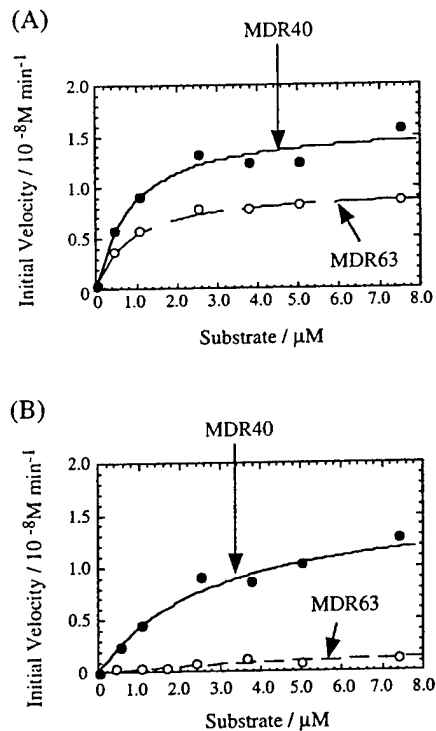 (A)
MDR40
2.0
1.5
1.0
0.5
0
Initial Velocity / 10 -8M min-1
MDR63
0 1.0 2.0 3.0 4.0 5.0 6.0 7.0 8.0
Substrate / μM
(B)
MDR40
2.0
1.5
1.0
0.5
0
Initial Velocity / 10 -8M min-1
MDR63
0 1.0 2.0 3.0 4.0 5.0 6.0 7.0 8.0
Substrate / μM